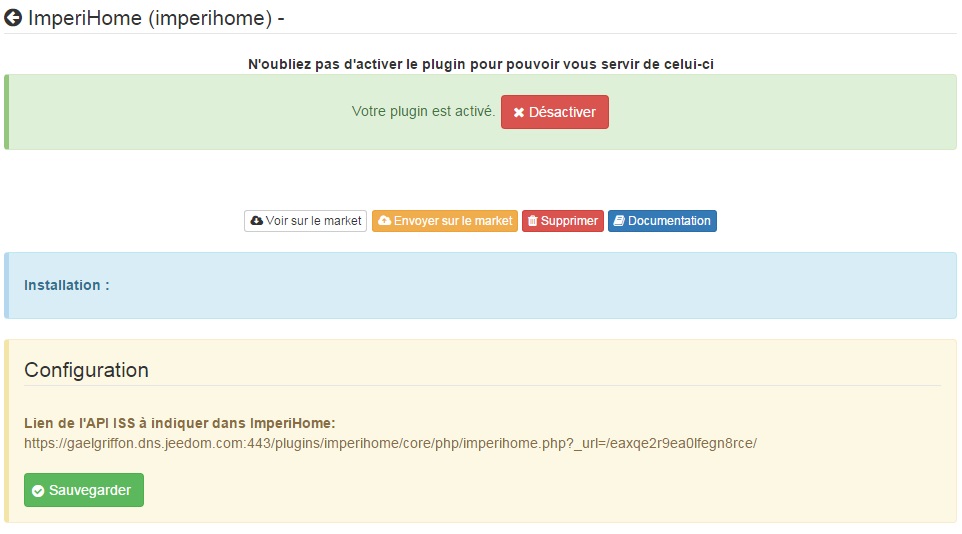 ImperiHome (imperihome) -
N'oubliez pas d'activer le plugin pour pouvoir vous servir de celui-ci
Votre plugin est activé. Désactiver
Voir sur le market Envoyer sur le market Supprimer Documentation
Installation :
Configuration
Lien de l'API ISS à indiquer dans ImperiHome:
https://gaelgriffon.dns.jeedom.com:443/plugins/imperihome/core/php/imperihome.php?_url=/eaxqe2r9ea0lfegn8rce/
Sauvegarder